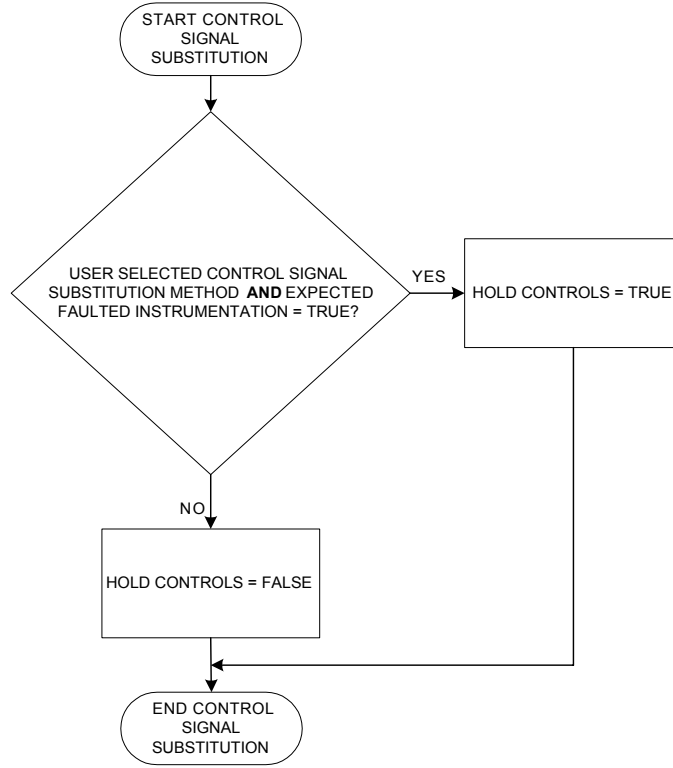 START CONTROL
SIGNAL
SUBSTITUTION
USER SELECTED CONTROL SIGNAL
SUBSTITUTION METHOD AND EXPECTED
FAULTED INSTRUMENTATION = TRUE?
YES
HOLD CONTROLS = TRUE
NO
HOLD CONTROLS = FALSE
END CONTROL
SIGNAL
SUBSTITUTION